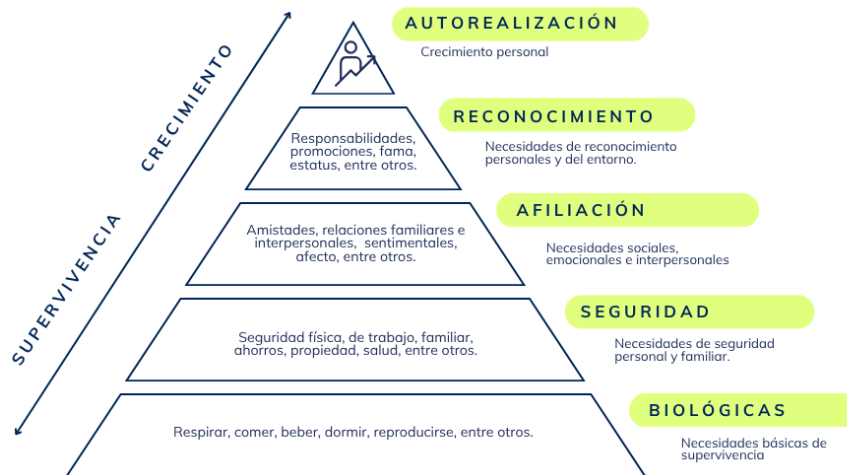 AUTOREALIZACIÓN
Crecimiento personal
CRECIMIENTO
SUPERVIVENCIA
RECONOCIMIENTO
Necesidades de reconocimiento
personales y del entorno.
Responsabilidades,
promociones, fama,
estatus, entre otros.
AFILIACIÓN
Necesidades sociales,
emocionales e interpersonales
Amistades, relaciones familiares e
interpersonales, sentimentales,
afecto, entre otros.
SEGURIDAD
Necesidades de seguridad
personal y familiar.
Seguridad física, de trabajo, familiar,
ahorros, propiedad, salud, entre otros.
BIOLÓGICAS
Necesidades básicas de
supervivencia
Respirar, comer, beber, dormir, reproducirse, entre otros.